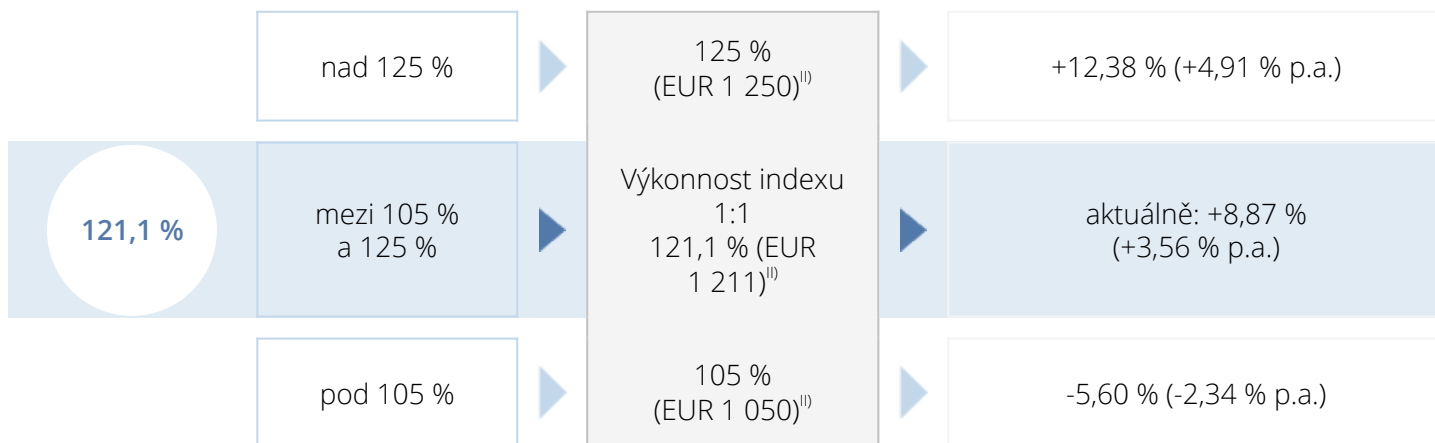 nad 125 %
125 %
(EUR 1 250)II)
+12,38 % (+4,91 % p.a.)
121,1 %
mezi 105 %
a 125 %
Výkonnost indexu
1:1
121,1 % (EUR
1 211)II)
aktuálně: +8,87 %
(+3,56 % p.a.)
pod 105 %
105 %
(EUR 1 050)II)
-5,60 % (-2,34 % p.a.)